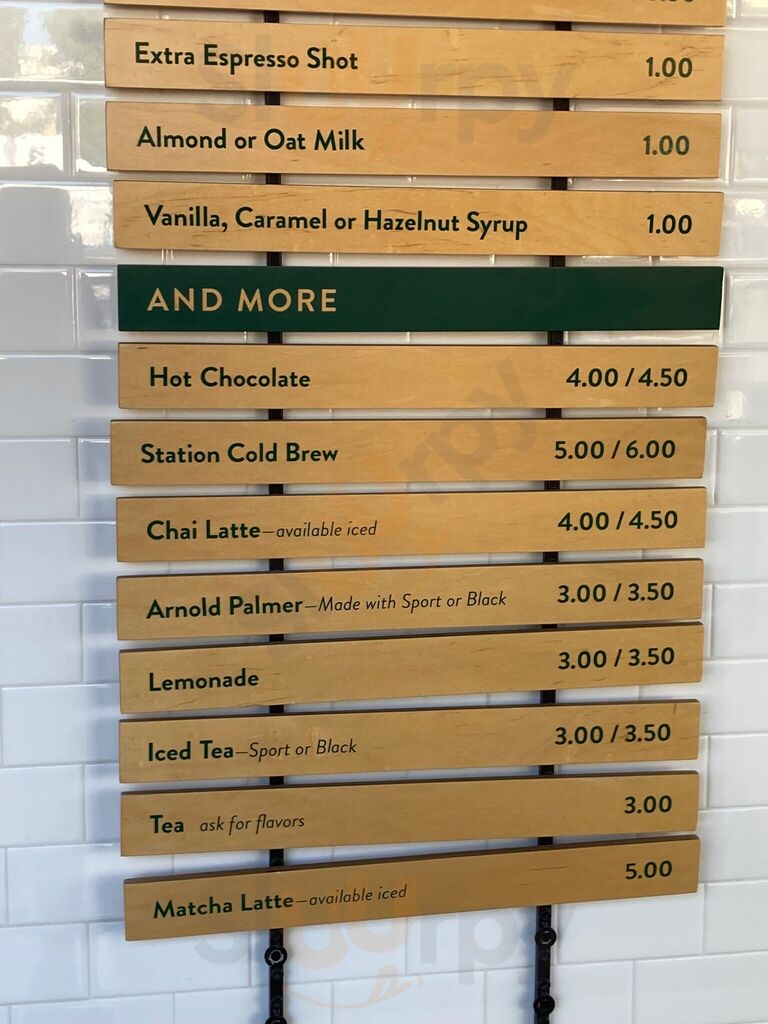 Extra Espresso Shot 1.00
Almond or Oat Milk 1.00
Vanilla, Caramel or Hazelnut Syrup 1.00
AND MORE
Hot Chocolate 4.00 / 4.50
Station Cold Brew 5.00 / 6.00
Chai Latte—available iced 4.00 / 4.50
Arnold Palmer—Made with Sport or Black 3.00 / 3.50
Lemonade 3.00 / 3.50
Iced Tea—Sport or Black 3.00 / 3.50
Tea ask for flavors 3.00
Matcha Latte—available iced 5.00